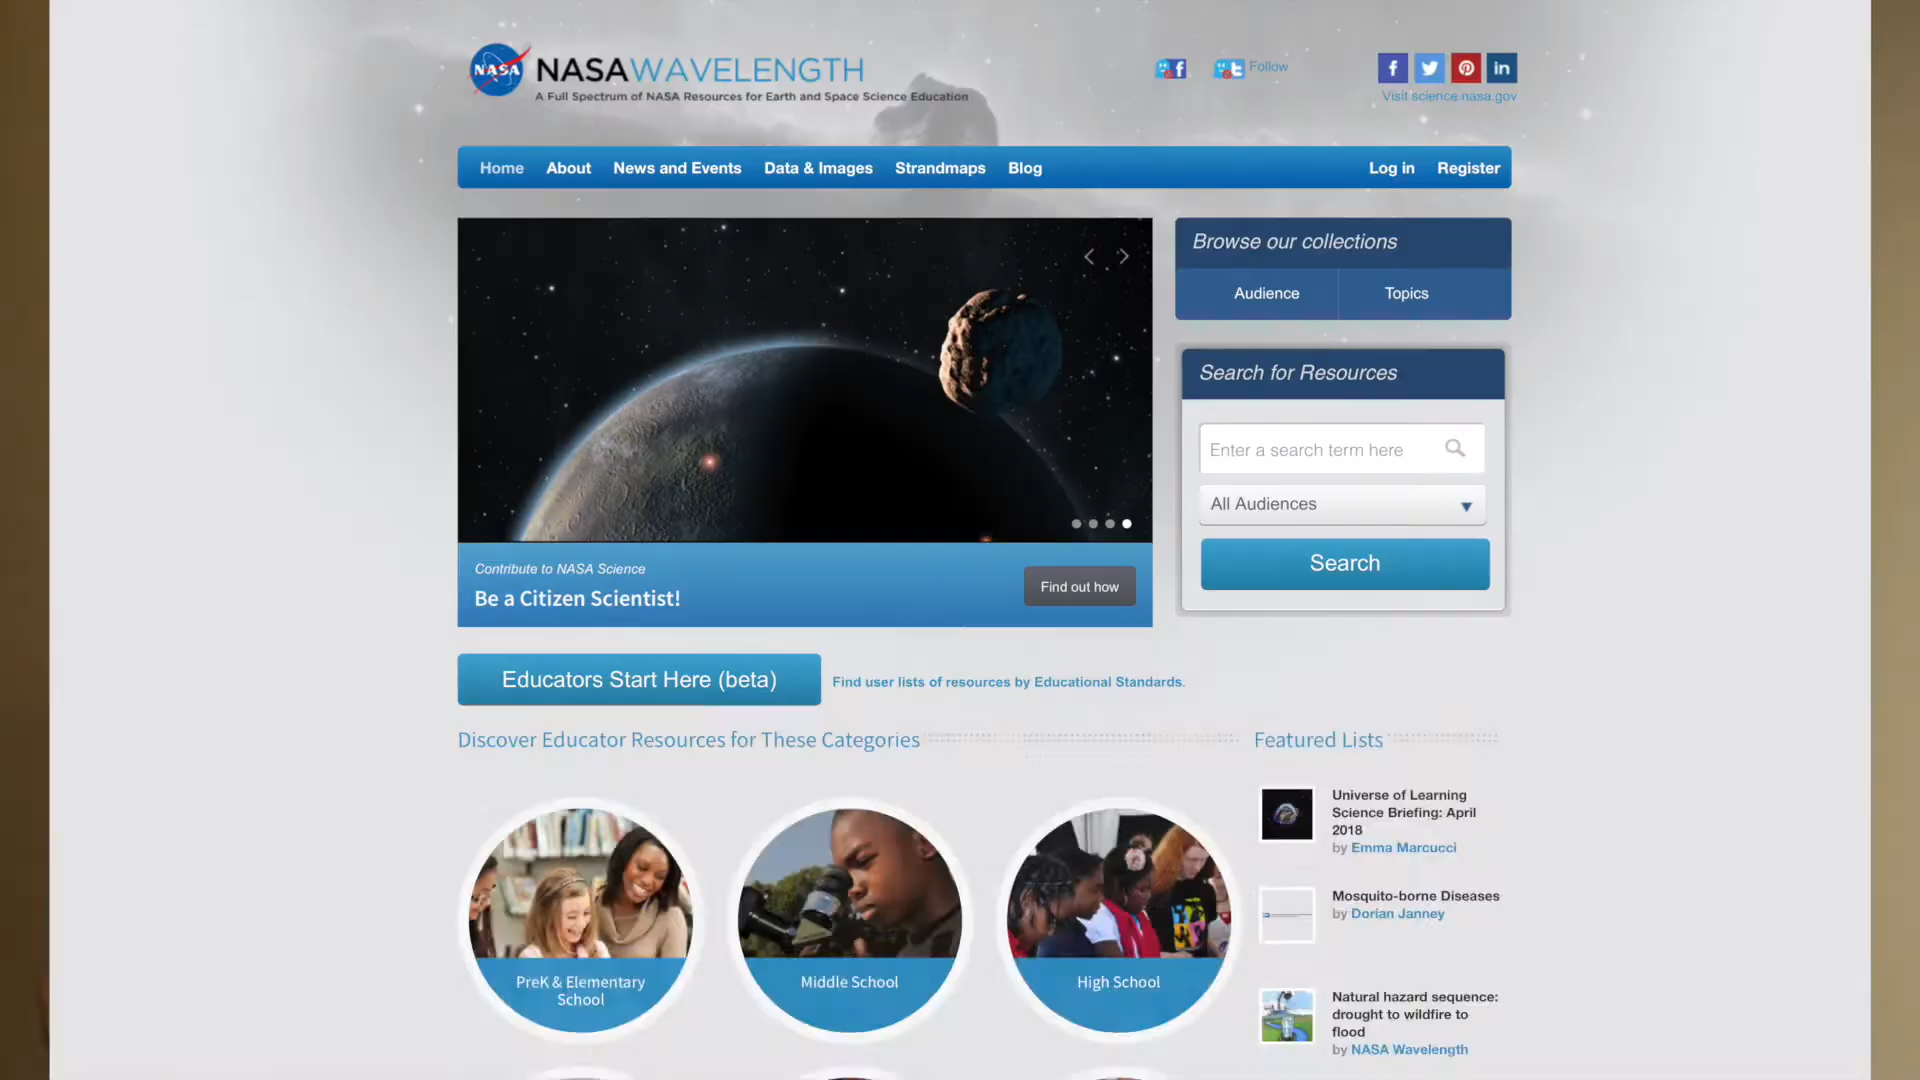 NASA
NASAWAVELENGTH
A Full Spectrum of NASA Resources for Earth and Space Science Education
Follow
Visit science.nasa.gov
Home About News and Events Data & Images Strandmaps Blog Log in Register
Browse our collections
Audience Topics
Search for Resources
Enter a search term here
All Audiences
Search
Contribute to NASA Science
Be a Citizen Scientist!
Find out how
Educators Start Here (beta)
Find user lists of resources by Educational Standards.
Discover Educator Resources for These Categories
PreK & Elementary
School
Middle School
High School
Featured Lists
Universe of Learning
Science Briefing: April
2018
by Emma Marcucci
Mosquito-borne Diseases
by Dorian Janney
Natural hazard sequence:
drought to wildfire to
flood
by NASA Wavelength